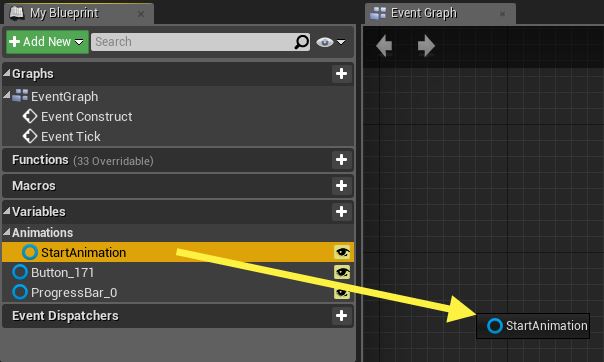 My Blueprint
Event Graph
Add New
Search
Graphs
EventGraph
Event Construct
Event Tick
Functions (33 Overridable)
Macros
Variables
Animations
StartAnimation
Button_171
ProgressBar_0
Event Dispatchers
StartAnimation